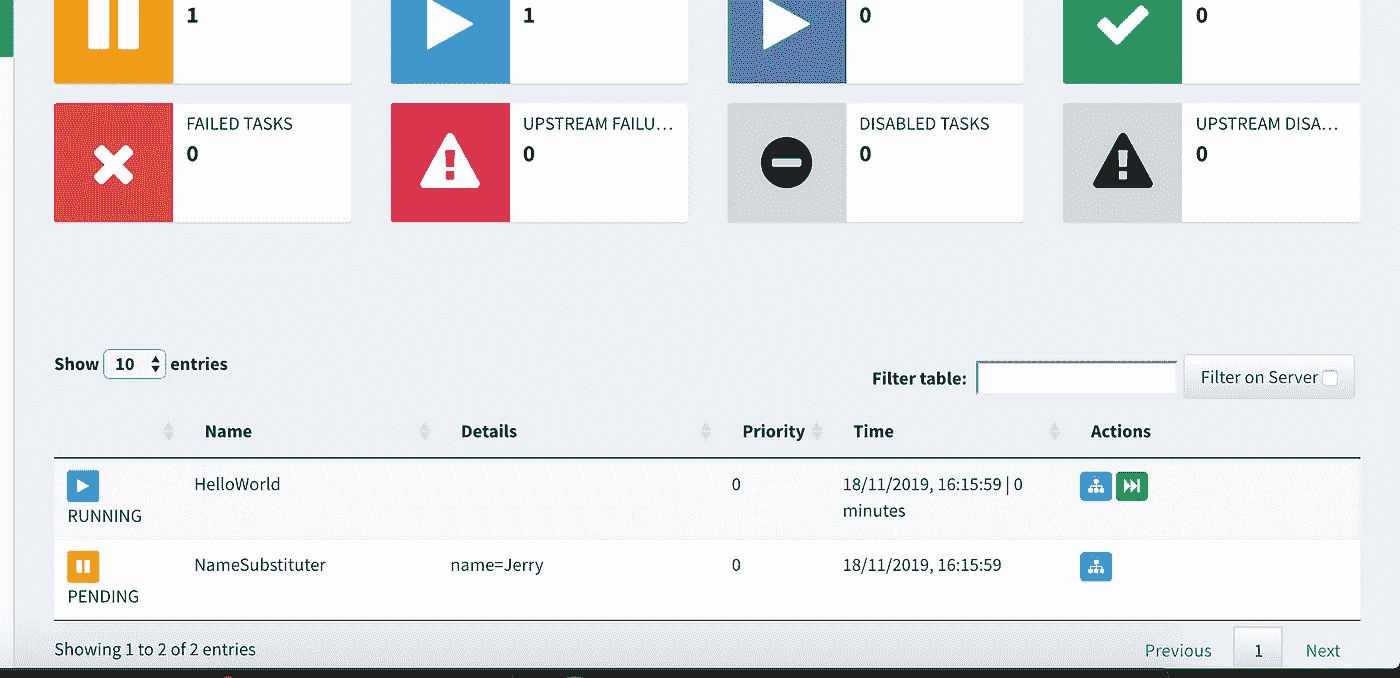 1 1 0 0
FAILED TASKS UPSTREAM FAILU... DISABLED TASKS UPSTREAM DISA...
0 0 0 0
Show 10 entries
Filter table: Filter on Server
Name Details Priority Time Actions
HelloWorld 0 18/11/2019, 16:15:59 | 0
minutes
RUNNING
NameSubstituter name=Jerry 0 18/11/2019, 16:15:59
PENDING
Showing 1 to 2 of 2 entries Previous 1 Next